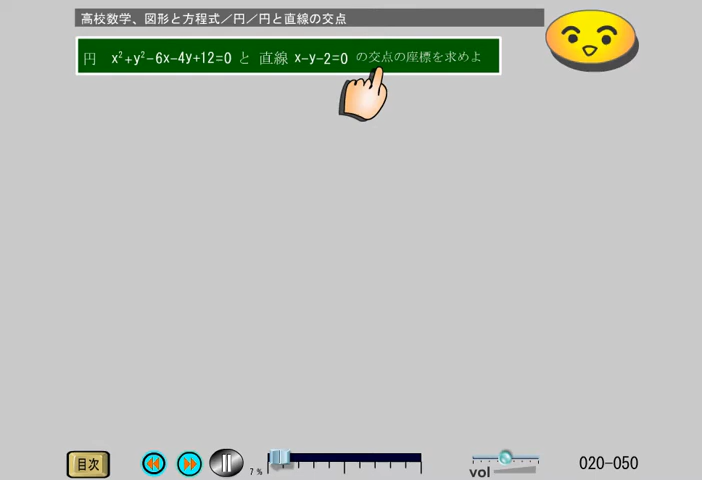 高校数学、図形と方程式／円／円と直線の交点
円 x²+y²−6x−4y+12=0 と 直線 x−y−2=0 の交点の座標を求めよ
目次
7 %
vol
020-050